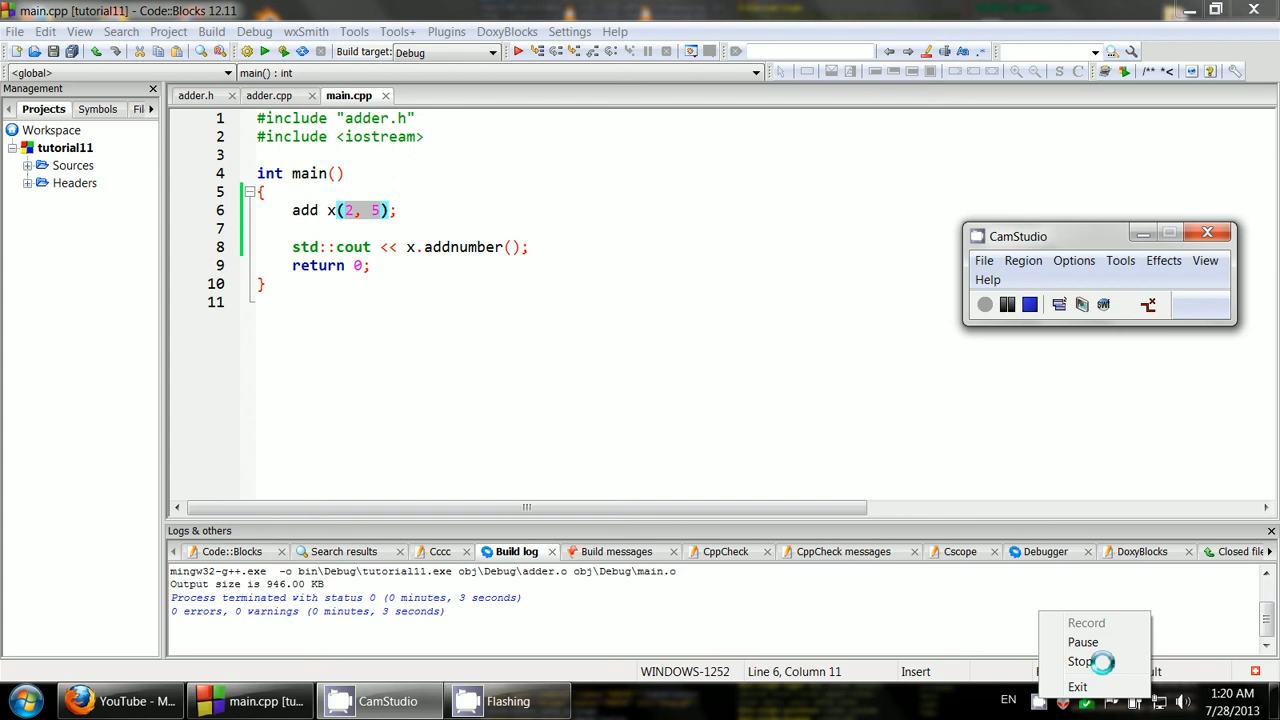 main.cpp [tutorial11] - Code::Blocks 12.11
File Edit View Search Project Build Debug wxSmith Tools Tools+ Plugins DoxyBlocks Settings Help
Build target: Debug
<global> main() : int
Management
Projects Symbols Fil
Workspace
tutorial11
Sources
Headers
adder.h adder.cpp main.cpp
1 #include "adder.h"
2 #include <iostream>
3
4 int main()
5 {
6 add x(2, 5);
7
8 std::cout << x.addnumber();
9 return 0;
10 }
11
CamStudio
File Region Options Tools Effects View
Help
Logs & others
Code::Blocks Search results Cccc Build log Build messages CppCheck CppCheck messages Cscope Debugger DoxyBlocks Closed file
mingw32-g++.exe -o bin\Debug\tutorial11.exe obj\Debug\adder.o obj\Debug\main.o
Output size is 946.00 KB
Process terminated with status 0 (0 minutes, 3 seconds)
0 errors, 0 warnings (0 minutes, 3 seconds)
Record
Pause
Stop
Exit
WINDOWS-1252 Line 6, Column 11 Insert
YouTube - M... main.cpp [tu... CamStudio Flashing EN
1:20 AM
7/28/2013